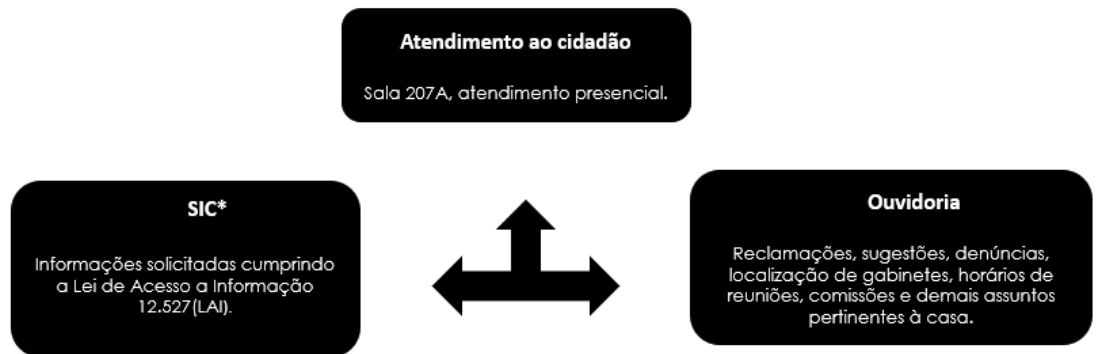 Atendimento ao cidadão
Sala 207A, atendimento presencial.
SIC*
Informações solicitadas cumprindo
a Lei de Acesso a Informação
12.527(LAI).
Ouvidoria
Reclamações, sugestões, denúncias,
localização de gabinetes, horários de
reuniões, comissões e demais assuntos
pertinentes à casa.